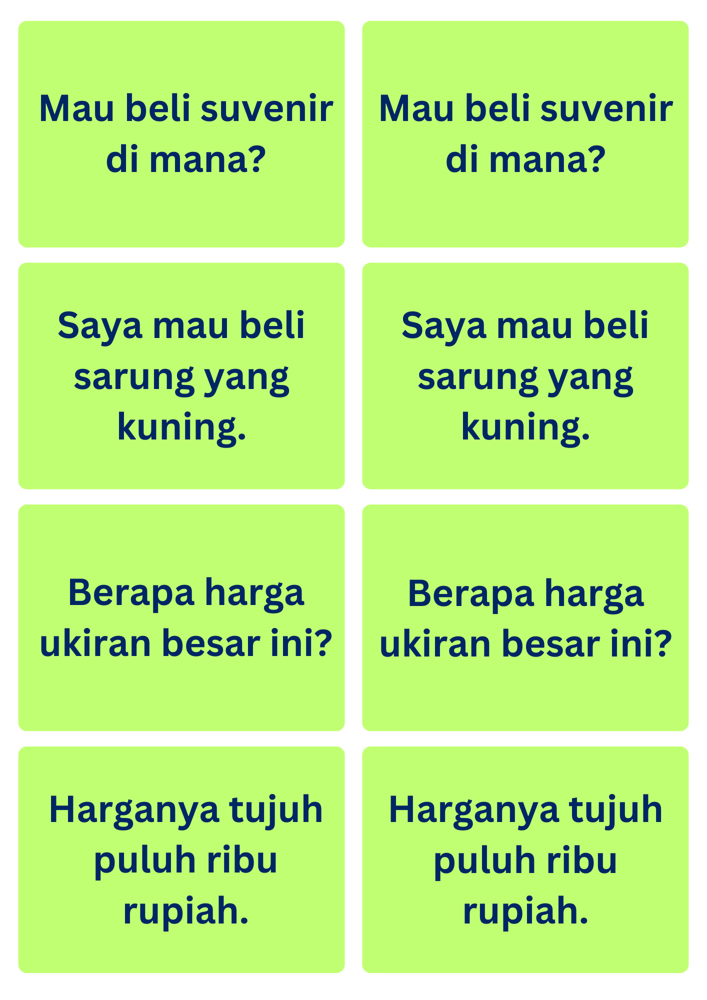 Mau beli suvenir
di mana?
Mau beli suvenir
di mana?
Saya mau beli
sarung yang
kuning.
Saya mau beli
sarung yang
kuning.
Berapa harga
ukiran besar ini?
Berapa harga
ukiran besar ini?
Harganya tujuh
puluh ribu
rupiah.
Harganya tujuh
puluh ribu
rupiah.